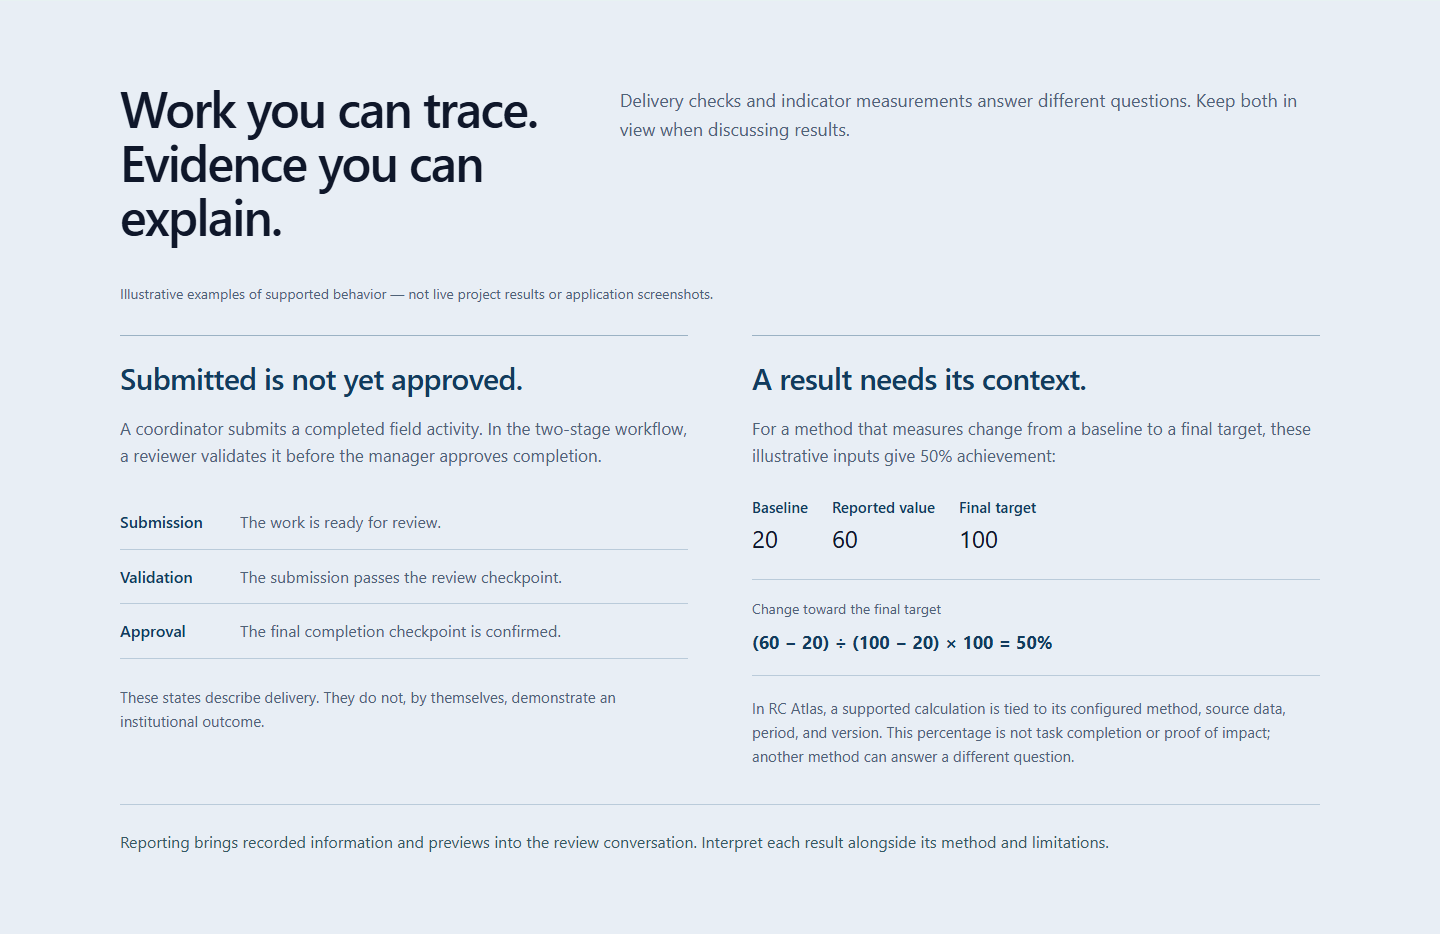 Work you can trace.
Evidence you can
explain.
Delivery checks and indicator measurements answer different questions. Keep both in
view when discussing results.
Illustrative examples of supported behavior — not live project results or application screenshots.
Submitted is not yet approved.
A coordinator submits a completed field activity. In the two-stage workflow,
a reviewer validates it before the manager approves completion.
Submission The work is ready for review.
Validation The submission passes the review checkpoint.
Approval The final completion checkpoint is confirmed.
These states describe delivery. They do not, by themselves, demonstrate an
institutional outcome.
A result needs its context.
For a method that measures change from a baseline to a final target, these
illustrative inputs give 50% achievement:
Baseline Reported value Final target
20 60 100
Change toward the final target
(60 − 20) ÷ (100 − 20) × 100 = 50%
In RC Atlas, a supported calculation is tied to its configured method, source data,
period, and version. This percentage is not task completion or proof of impact;
another method can answer a different question.
Reporting brings recorded information and previews into the review conversation. Interpret each result alongside its method and limitations.